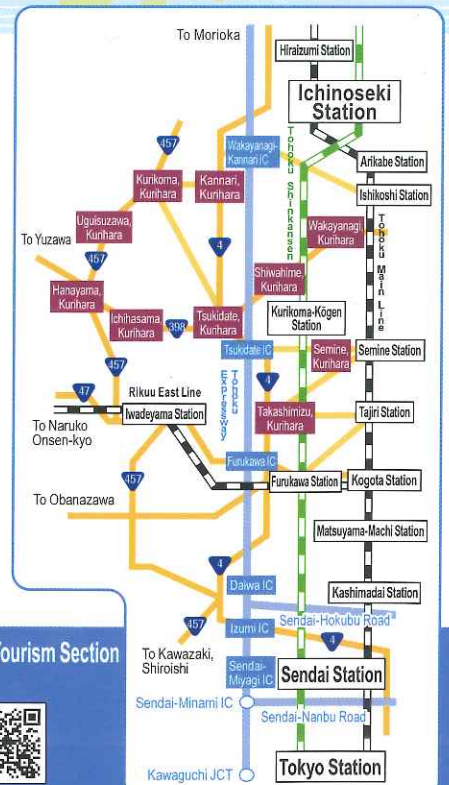 To Morioka
Hiraizumi Station
Ichinoseki
Station
457
Wakayanagi-
Kannari IC
Tohoku Shinkansen
Arikabe Station
Kurikoma,
Kurihara
Kannari,
Kurihara
Ishikoshi Station
Uguisuzawa,
Kurihara
Wakayanagi,
Kurihara
To Yuzawa
4
457
Tohoku Main Line
Shiwahime,
Kurihara
Hanayama,
Kurihara
Ichihasama,
Kurihara
398
Tsukidate,
Kurihara
Kurikoma-Kōgen
Station
Tsukidate IC
Semine,
Kurihara
Semine Station
457
4
Tohoku
Expressway
47
Rikuu East Line
Iwadeyama Station
Takashimizu,
Kurihara
Tajiri Station
To Naruko
Onsen-kyo
Furukawa IC
457
Furukawa Station
Kogota Station
To Obanazawa
Matsuyama-Machi Station
4
Daiwa IC
Kashimadai Station
457
Izumi IC
Sendai-Hokubu Road
4
To Kawazaki,
Shiroishi
Tourism Section
Sendai-
Miyagi IC
Sendai Station
Sendai-Minami IC
Sendai-Nanbu Road
Kawaguchi JCT
Tokyo Station